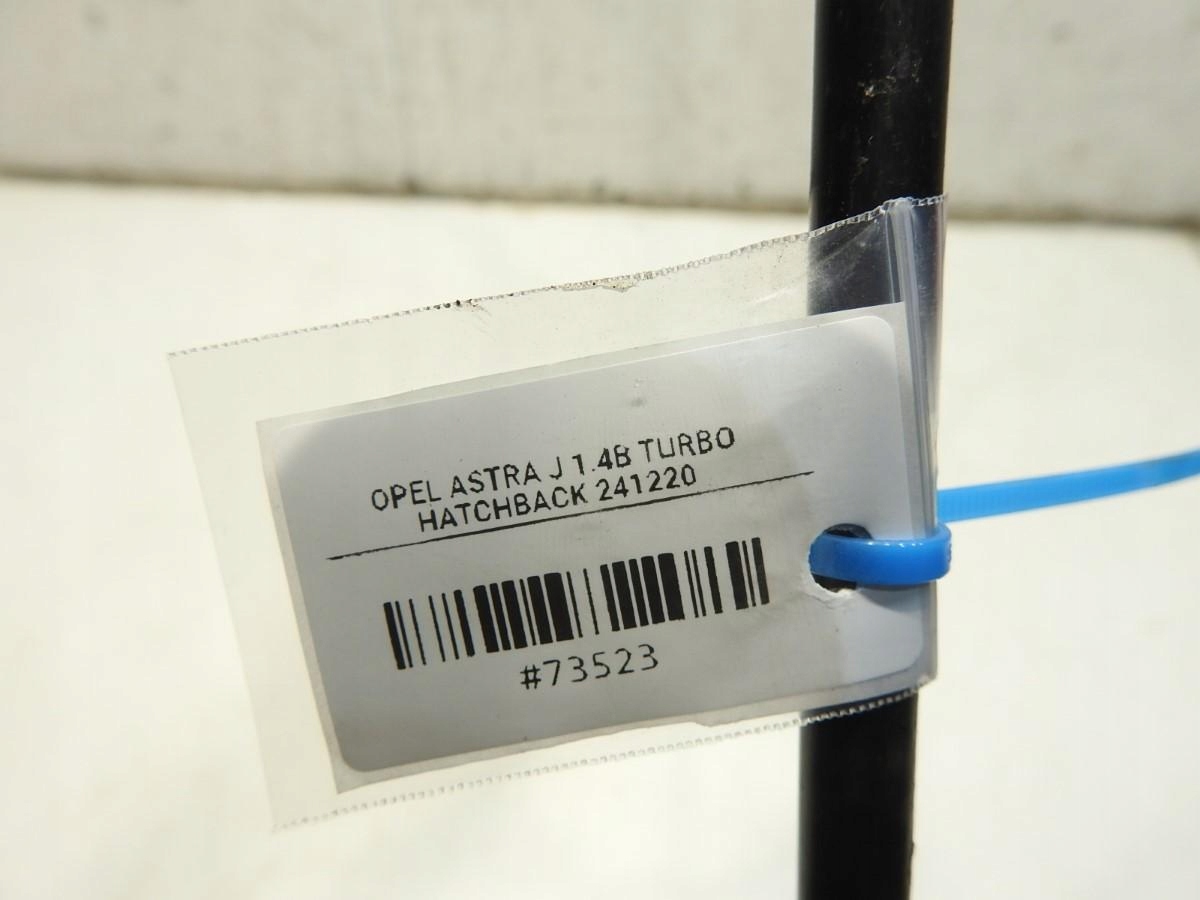 OPEL ASTRA J 1.4B TURBO
HATCHBACK 241220
#73523